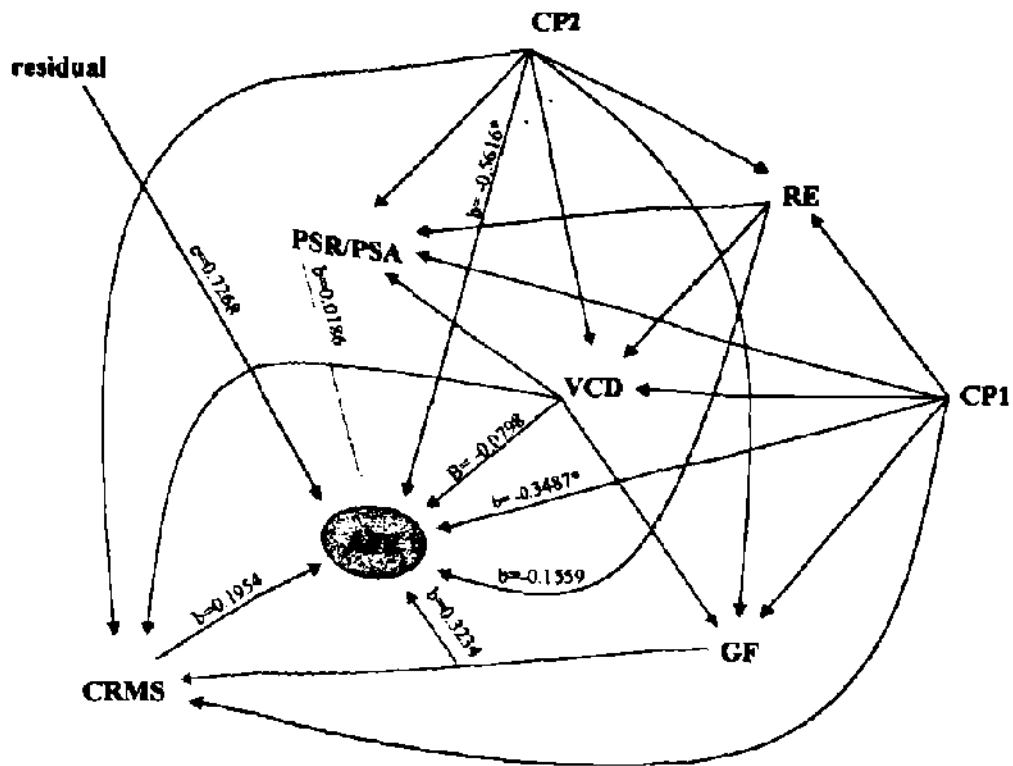 CP2
residual
b= -0.5616*
RE
PSR/PSA
e=0.7268
b=0.0186
VCD
CP1
B= -0.0798
b= -0.3487*
b=-0.1559
b=0.1954
b=0.3234
GF
CRMS